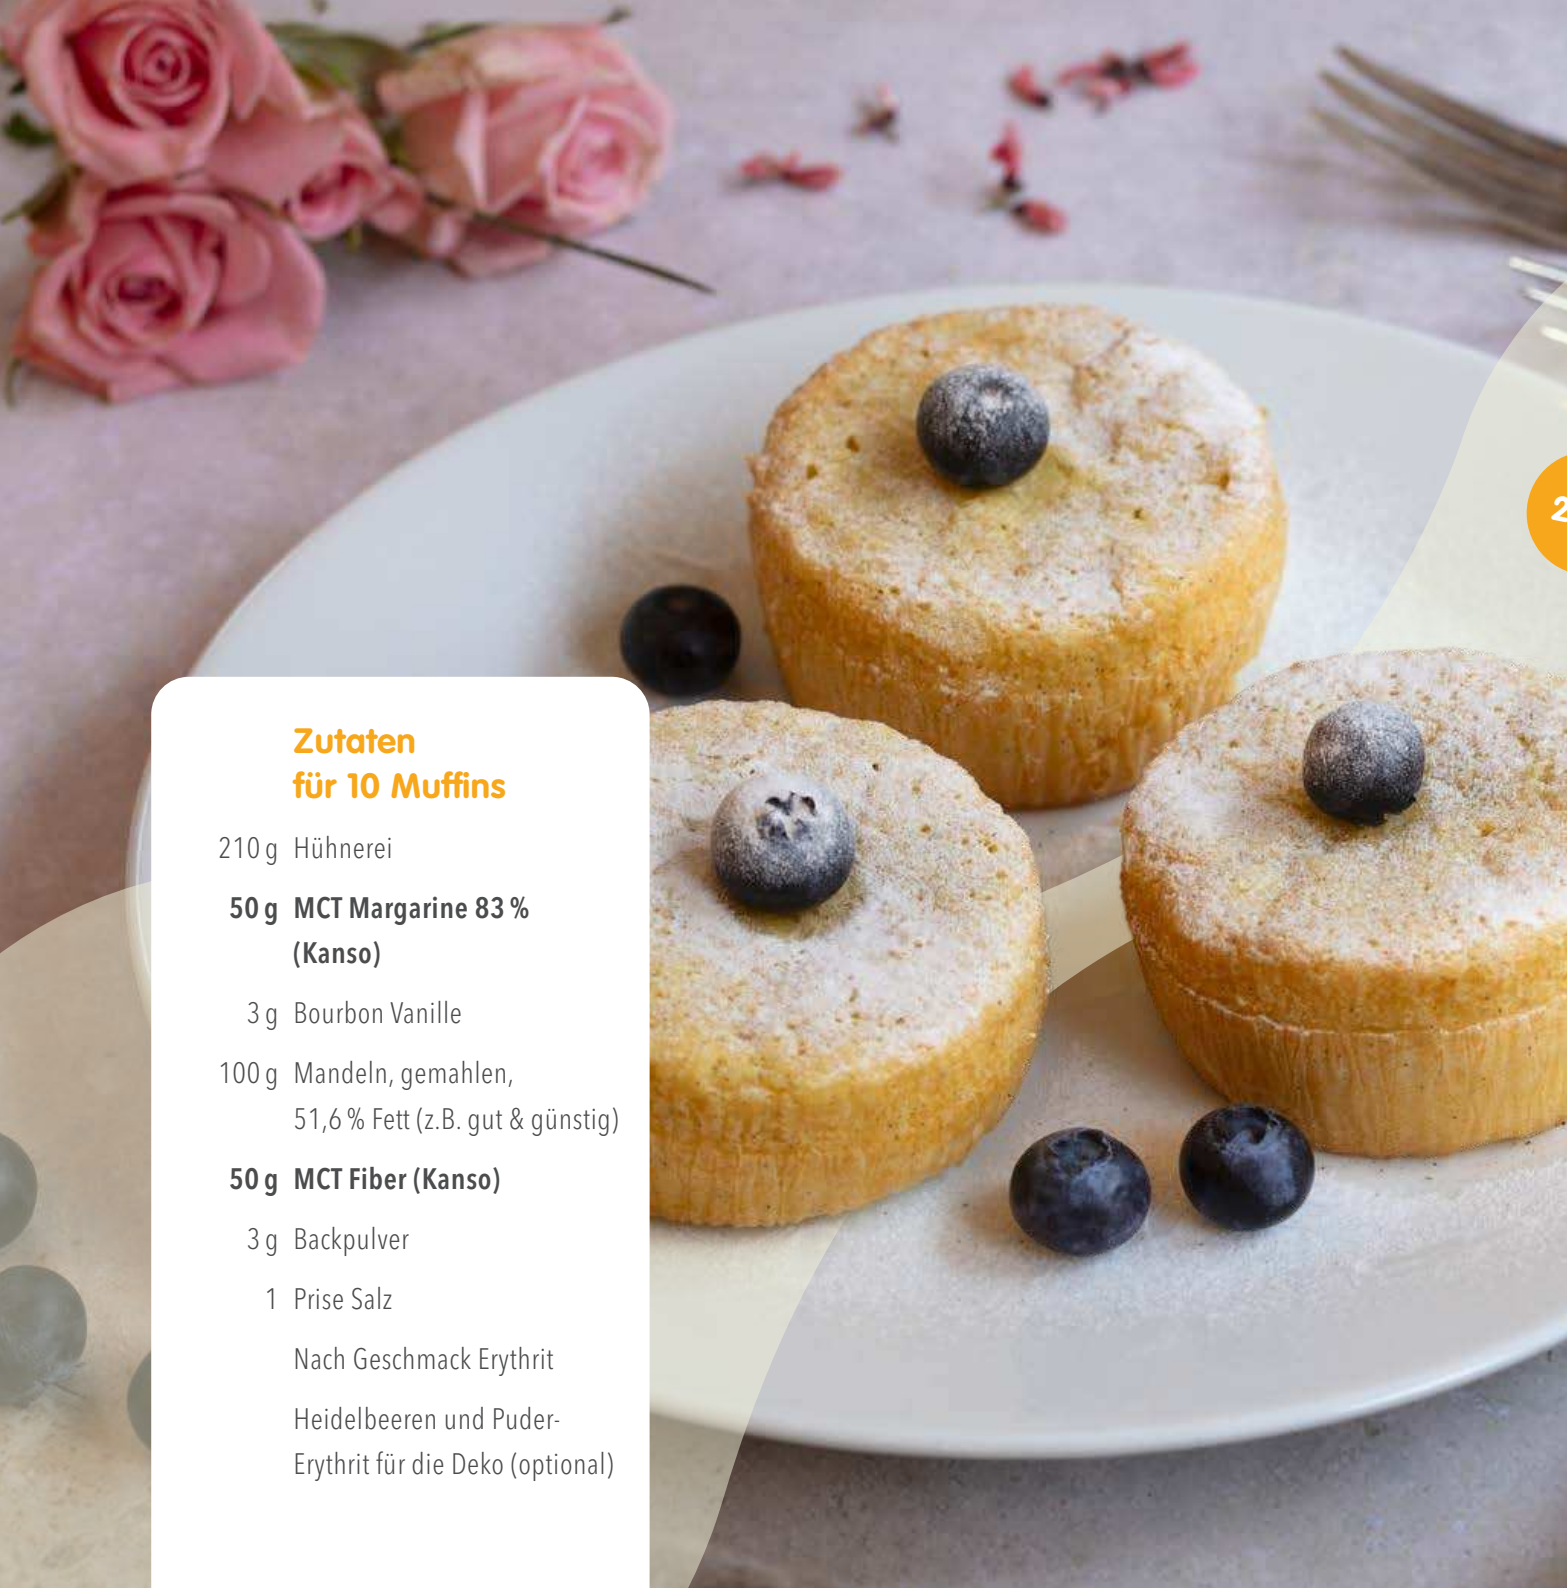 Zutaten
für 10 Muffins
210 g Hühnerei
50 g MCT Margarine 83 %
(Kanso)
3 g Bourbon Vanille
100 g Mandeln, gemahlen,
51,6 % Fett (z.B. gut & günstig)
50 g MCT Fiber (Kanso)
3 g Backpulver
1 Prise Salz
Nach Geschmack Erythrit
Heidelbeeren und Puder-
Erythrit für die Deko (optional)